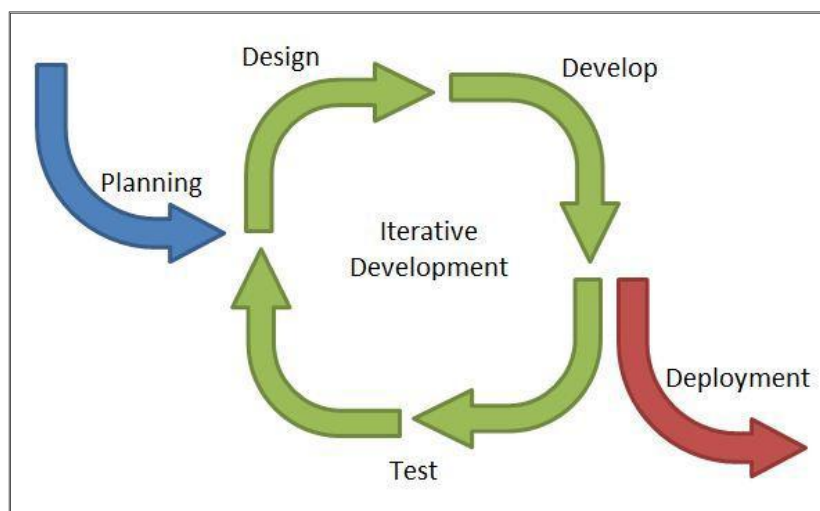 Design
Develop
Planning
Iterative
Development
Deployment
Test